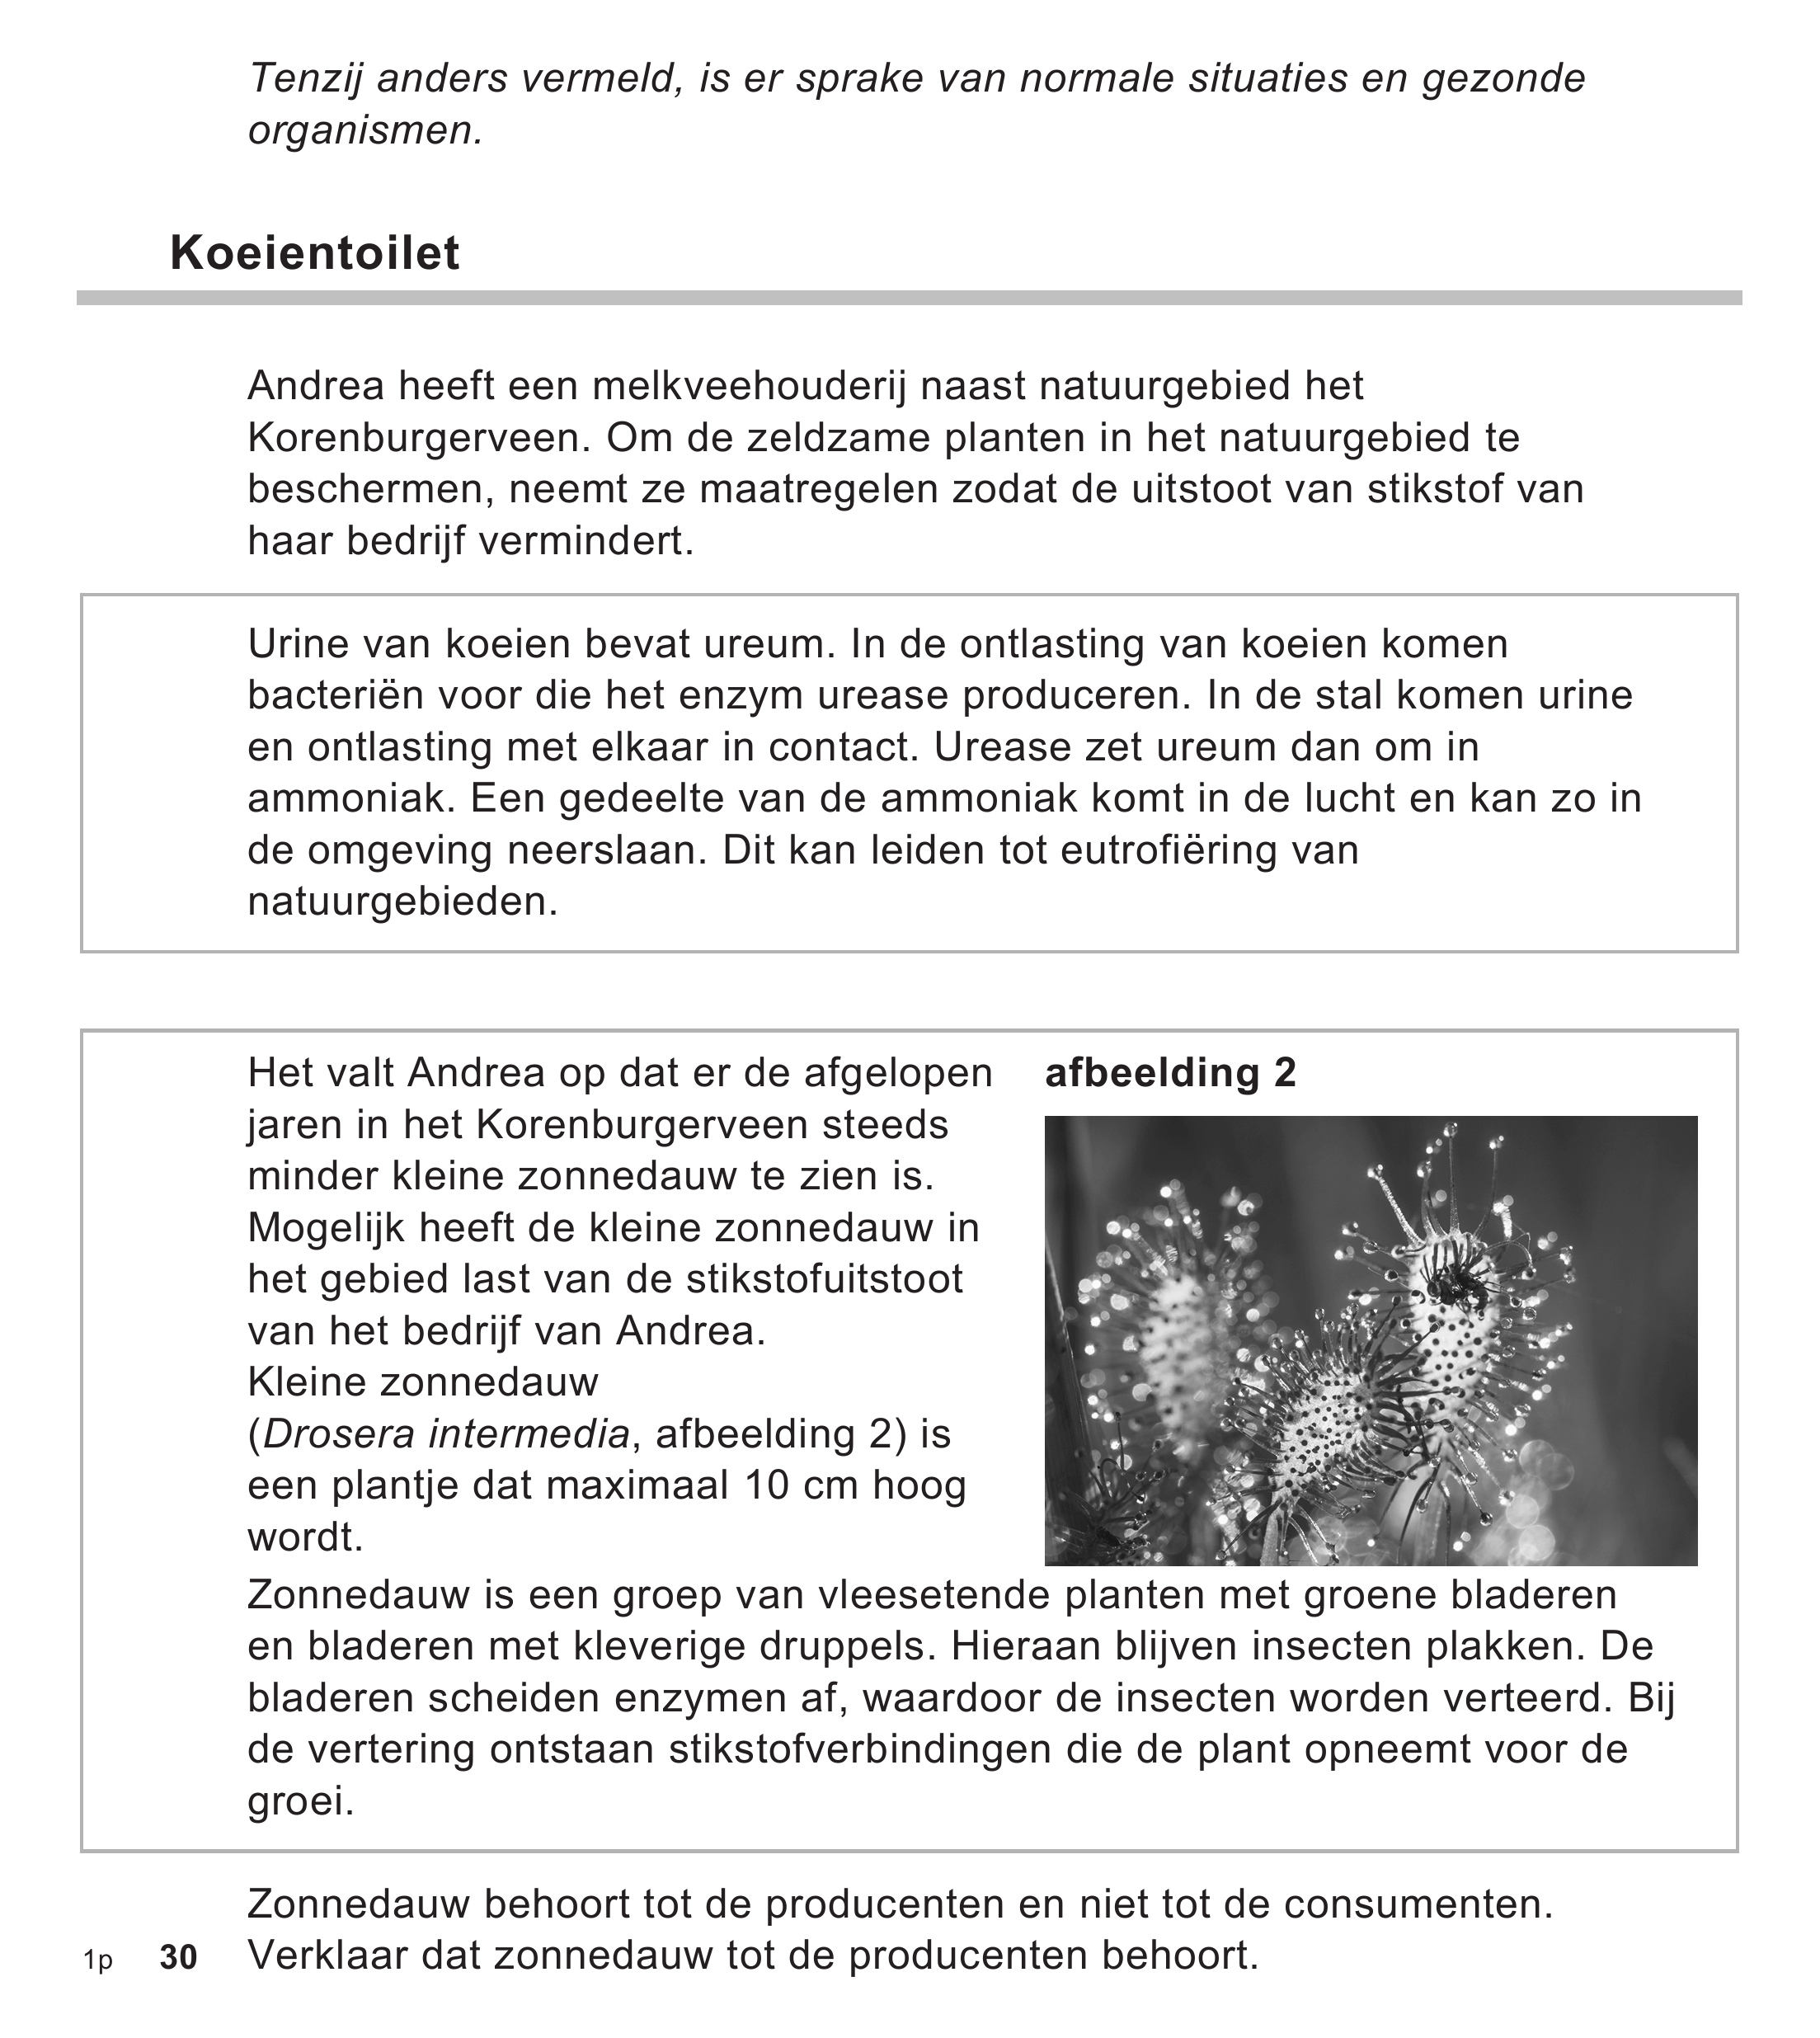 Tenzij anders vermeld, is er sprake van normale situaties en gezonde
organismen.
Koeientoilet
Andrea heeft een melkveehouderij naast natuurgebied het
Korenburgerveen. Om de zeldzame planten in het natuurgebied te
beschermen, neemt ze maatregelen zodat de uitstoot van stikstof van
haar bedrijf vermindert.
Urine van koeien bevat ureum. In de ontlasting van koeien komen
bacteriën voor die het enzym urease produceren. In de stal komen urine
en ontlasting met elkaar in contact. Urease zet ureum dan om in
ammoniak. Een gedeelte van de ammoniak komt in de lucht en kan zo in
de omgeving neerslaan. Dit kan leiden tot eutrofiëring van
natuurgebieden.
Het valt Andrea op dat er de afgelopen
jaren in het Korenburgerveen steeds
minder kleine zonnedauw te zien is.
Mogelijk heeft de kleine zonnedauw in
het gebied last van de stikstofuitstoot
van het bedrijf van Andrea.
Kleine zonnedauw
(Drosera intermedia, afbeelding 2) is
een plantje dat maximaal 10 cm hoog
wordt.
afbeelding 2
Zonnedauw is een groep van vleesetende planten met groene bladeren
en bladeren met kleverige druppels. Hieraan blijven insecten plakken. De
bladeren scheiden enzymen af, waardoor de insecten worden verteerd. Bij
de vertering ontstaan stikstofverbindingen die de plant opneemt voor de
groei.
Zonnedauw behoort tot de producenten en niet tot de consumenten.
1p 30 Verklaar dat zonnedauw tot de producenten behoort.